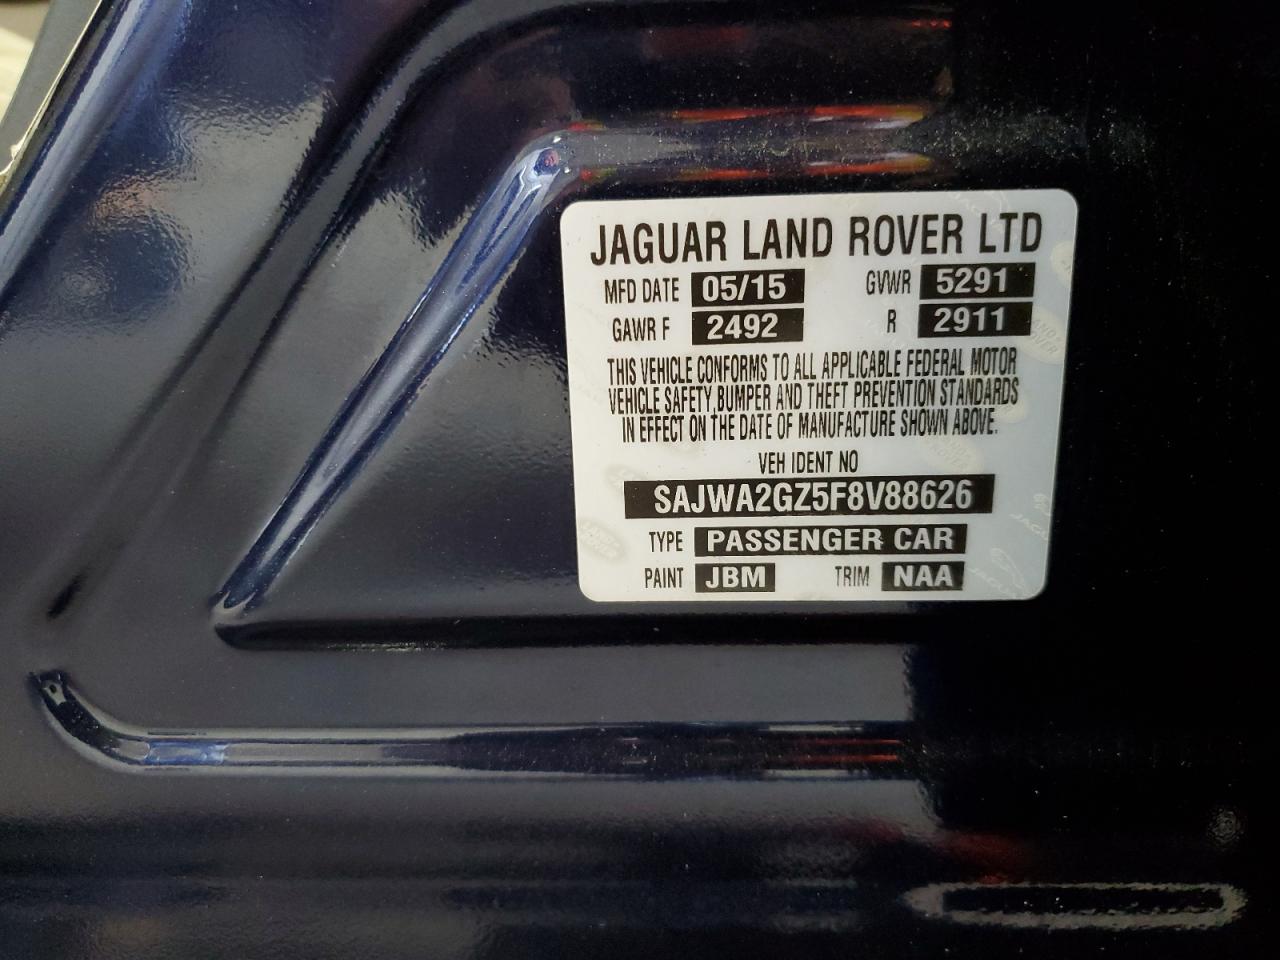 JAGUAR LAND ROVER LTD
MFD DATE 05/15 GVWR 5291
GAWR F 2492 R 2911
THIS VEHICLE CONFORMS TO ALL APPLICABLE FEDERAL MOTOR
VEHICLE SAFETY, BUMPER AND THEFT PREVENTION STANDARDS
IN EFFECT ON THE DATE OF MANUFACTURE SHOWN ABOVE.
VEH IDENT NO
SAJWA2GZ5F8V88626
TYPE PASSENGER CAR
PAINT JBM TRIM NAA